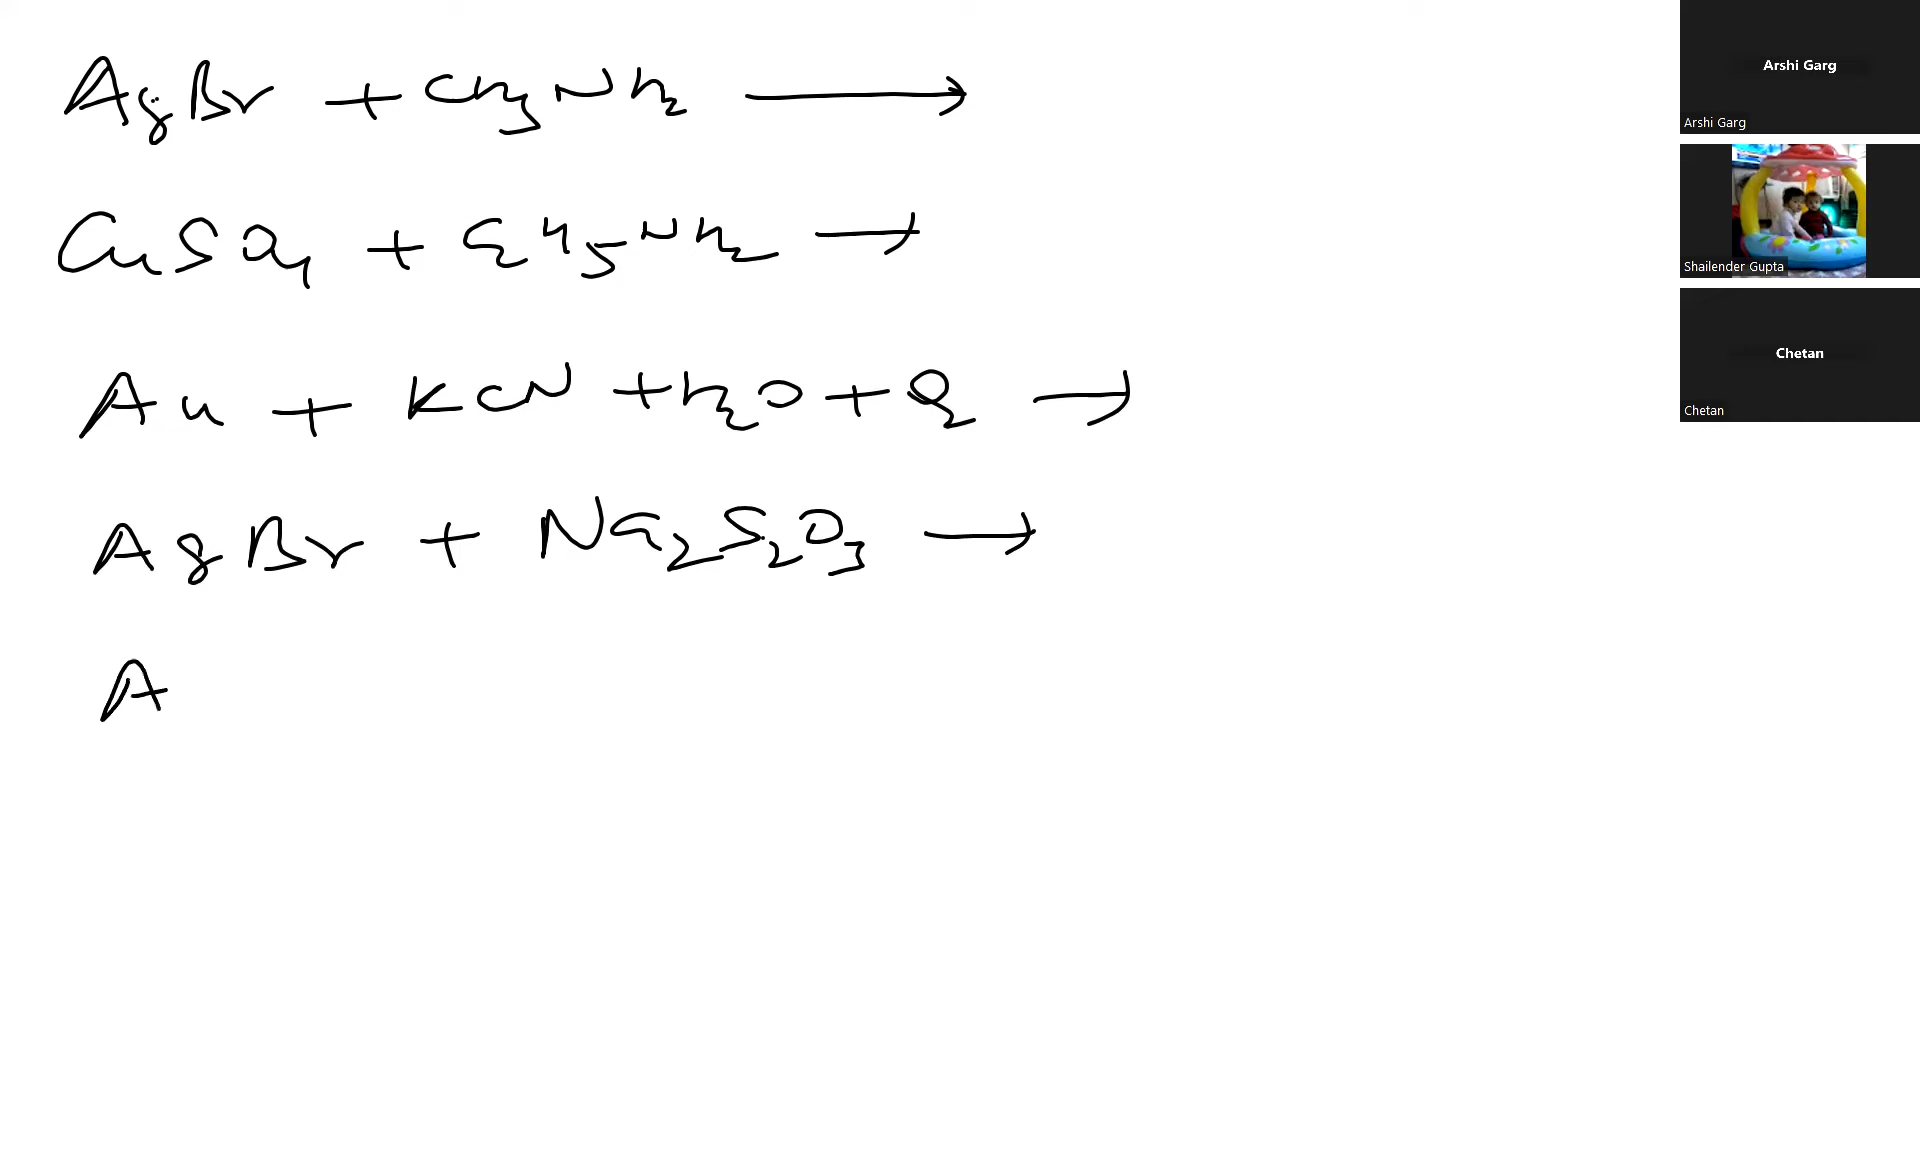 AgBr + CH3NH2 ⟶
CuSO4 + C2H5NH2 ⟶
Au + KCN + H2O + O2 ⟶
AgBr + Na2S2O3 ⟶
A
Arshi Garg
Arshi Garg
Shailender Gupta
Chetan
Chetan